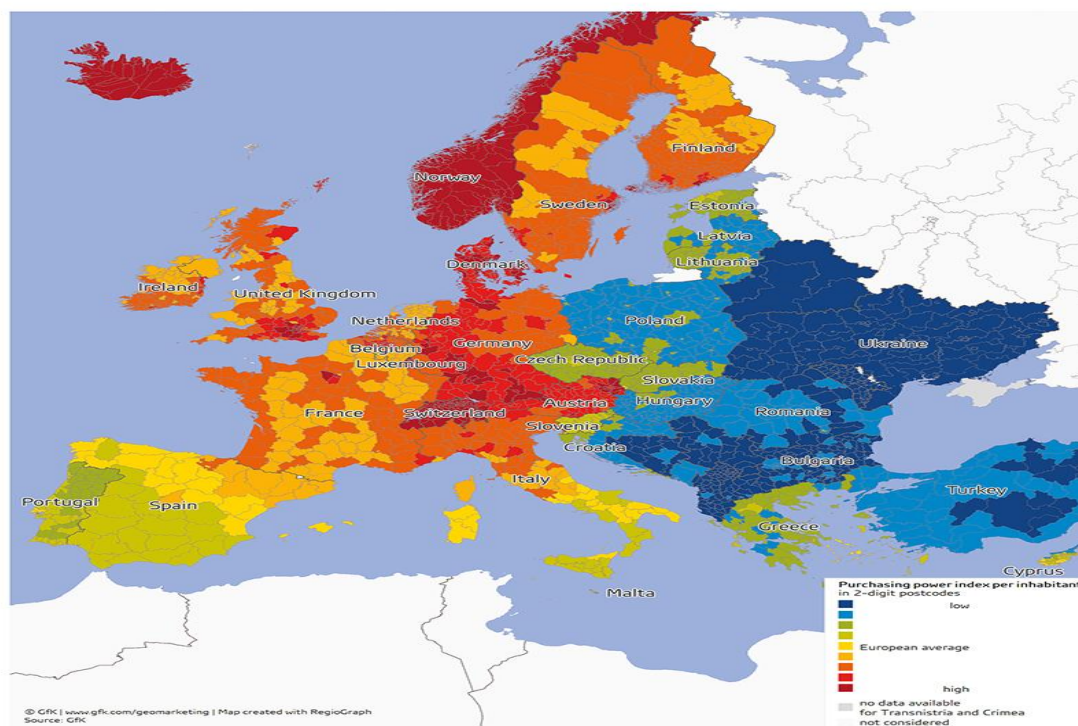 Norway
Finland
Sweden
Estonia
Latvia
Lithuania
Denmark
Ireland
United Kingdom
Netherlands
Poland
Ukraine
Belgium
Germany
Luxembourg
Czech Republic
Slovakia
Hungary
Austria
France
Switzerland
Romania
Slovenia
Croatia
Bulgaria
Italy
Portugal
Spain
Turkey
Greece
Cyprus
Malta
Purchasing power index per inhabitant
in 2-digit postcodes
low
European average
high
no data available
for Transnistria and Crimea
not considered
© GfK | www.gfk.com/geomarketing | Map created with RegioGraph
Source: GfK